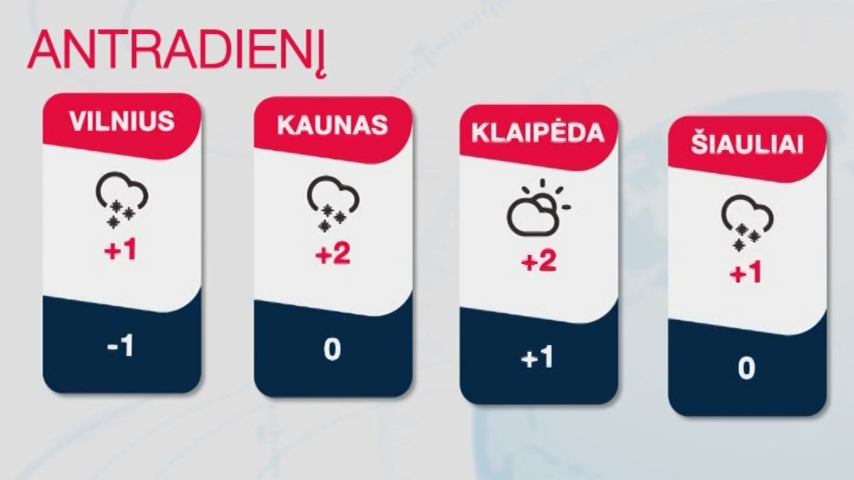 ANTRADIENĮ
VILNIUS
+1
-1
KAUNAS
+2
0
KLAIPĖDA
+2
+1
ŠIAULIAI
+1
0